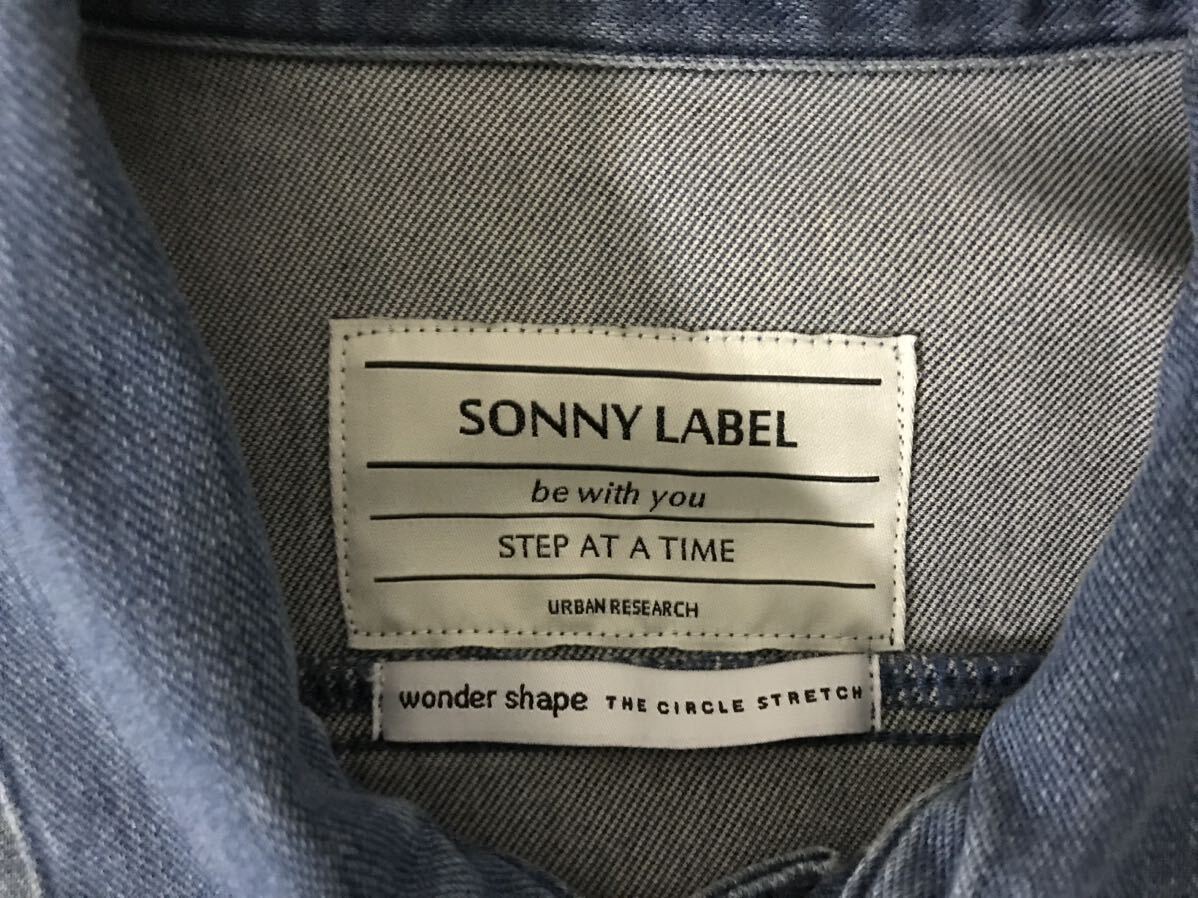 SONNY LABEL
be with you
STEP AT A TIME
URBAN RESEARCH
wonder shape THE CIRCLE STRETCH